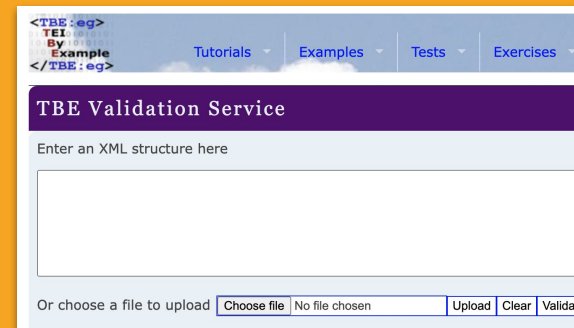 <TBE:eg>
TEI
By
Example
</TBE:eg>
Tutorials Examples Tests Exercises
TBE Validation Service
Enter an XML structure here
Or choose a file to upload Choose file No file chosen Upload Clear Valida